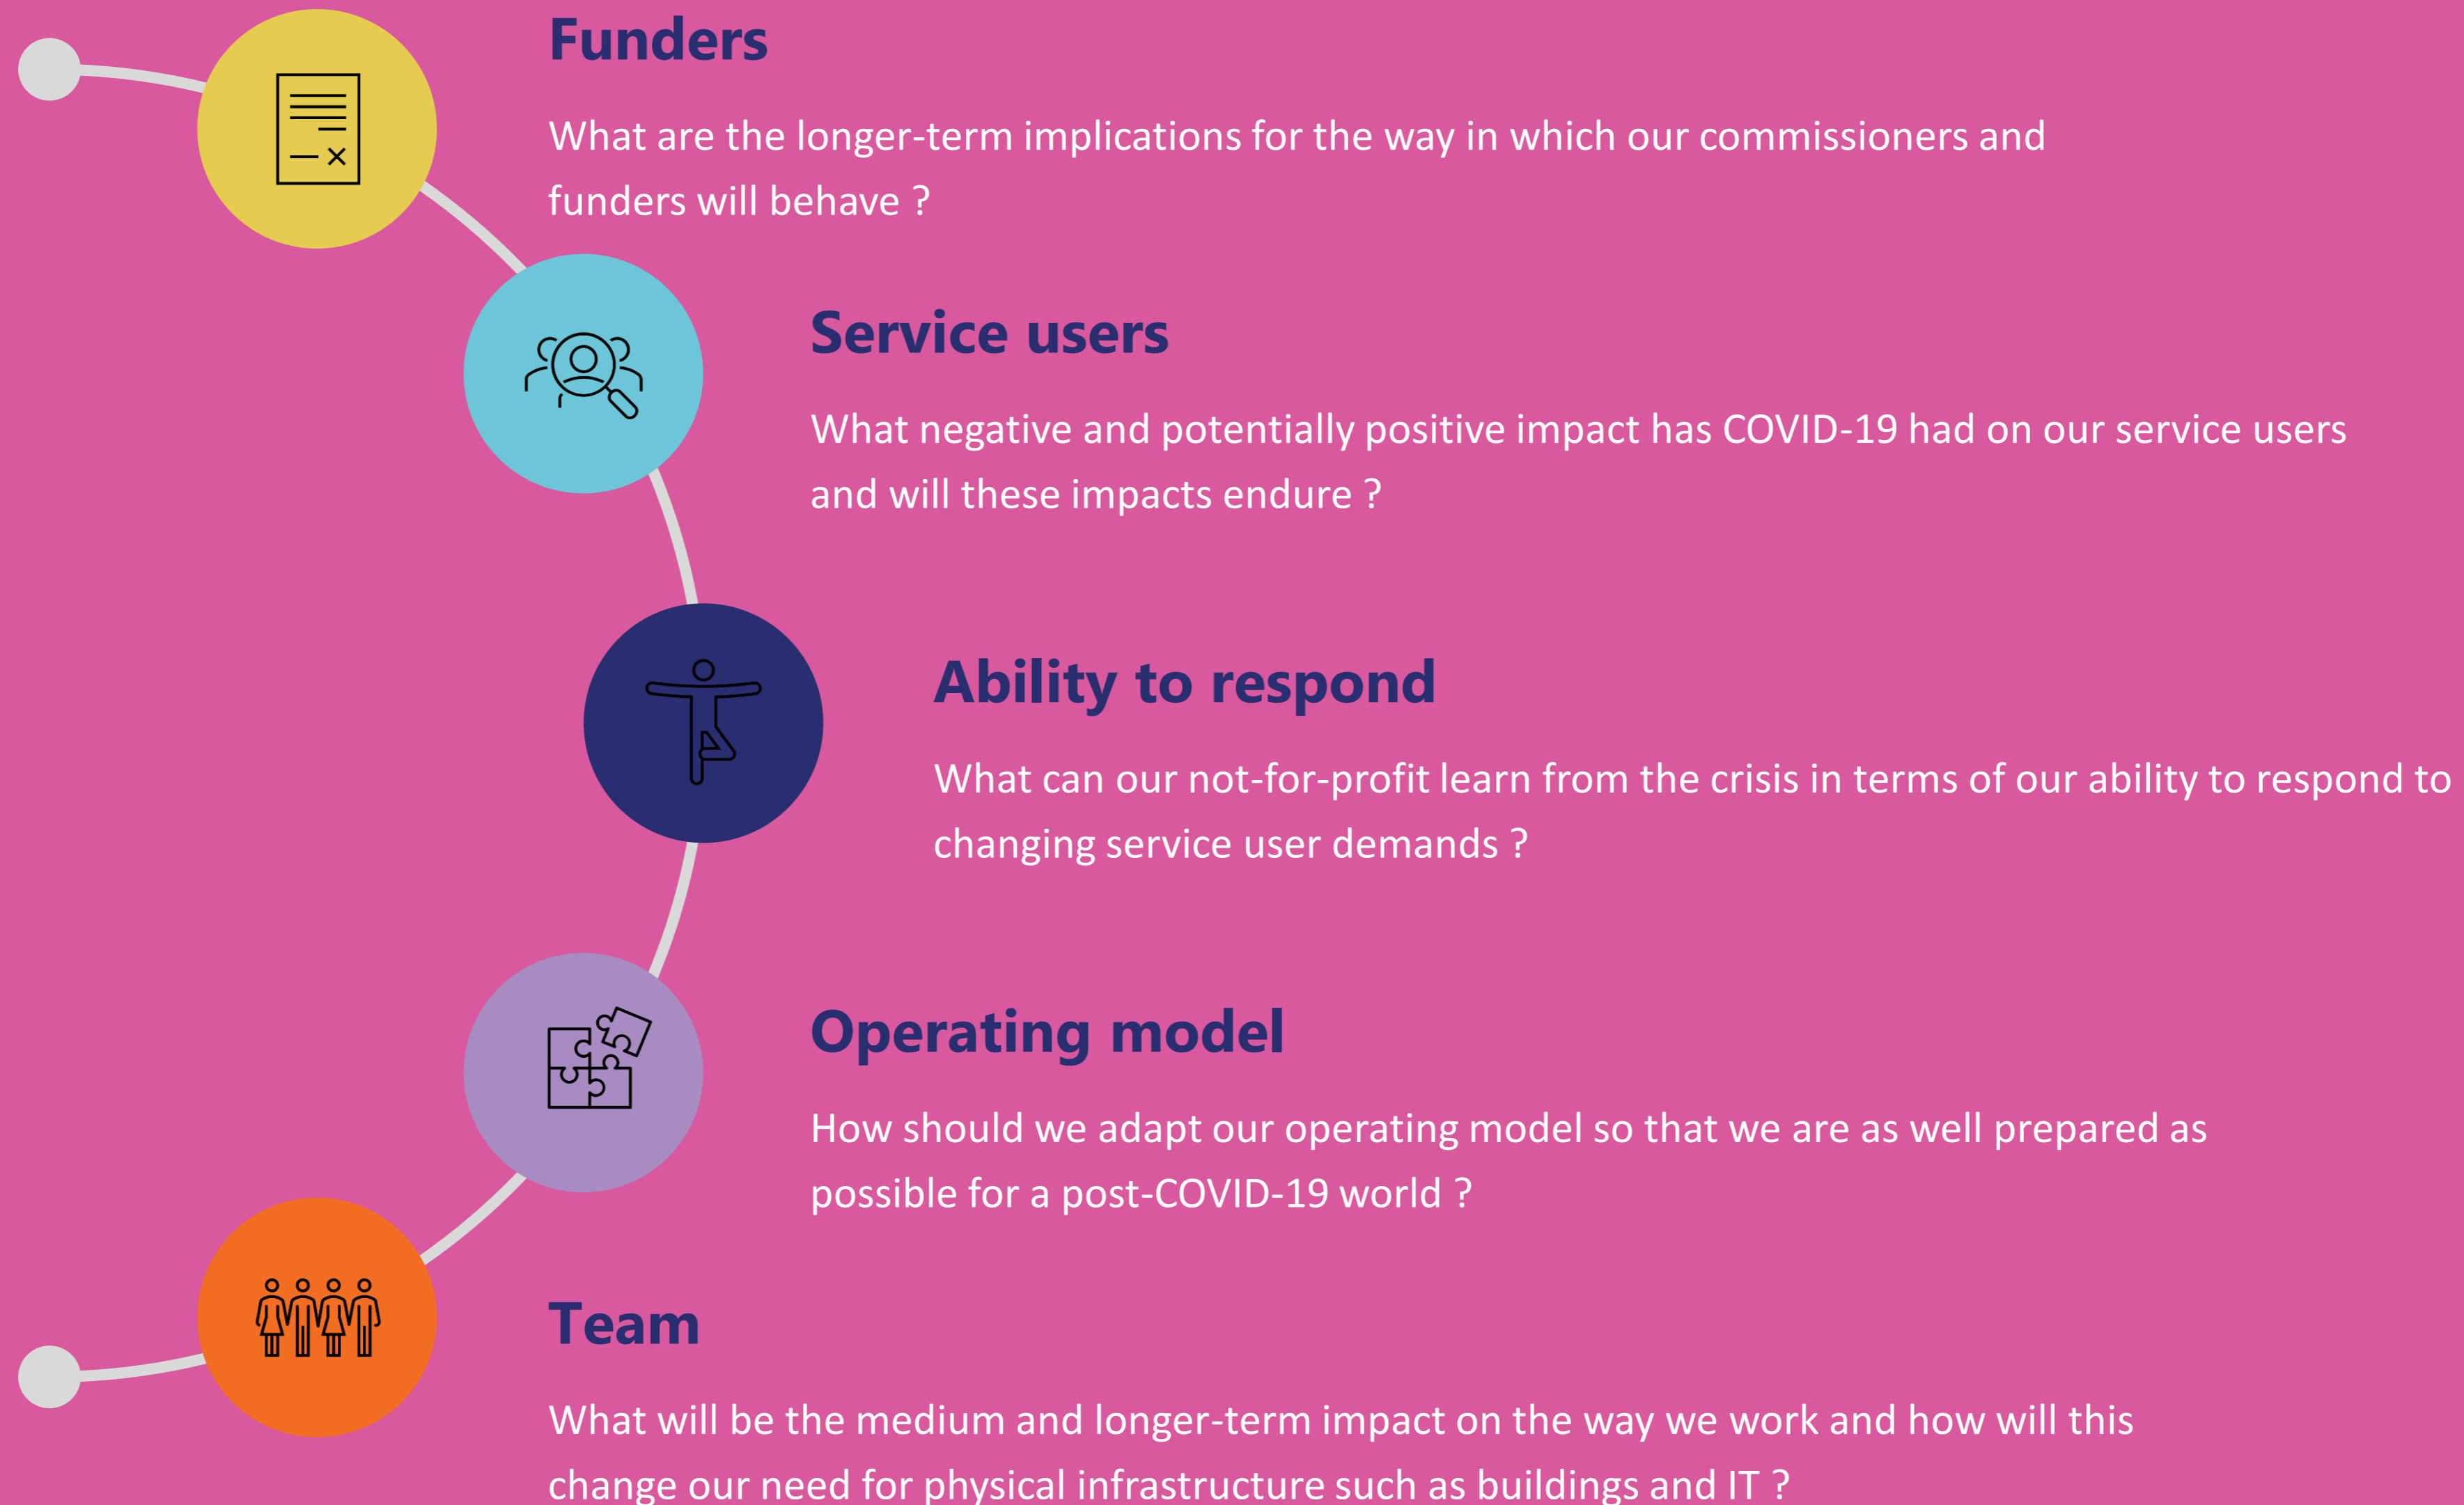 Funders
What are the longer-term implications for the way in which our commissioners and
funders will behave ?
Service users
What negative and potentially positive impact has COVID-19 had on our service users
and will these impacts endure ?
Ability to respond
What can our not-for-profit learn from the crisis in terms of our ability to respond to
changing service user demands ?
Operating model
How should we adapt our operating model so that we are as well prepared as
possible for a post-COVID-19 world ?
Team
What will be the medium and longer-term impact on the way we work and how will this
change our need for physical infrastructure such as buildings and IT ?